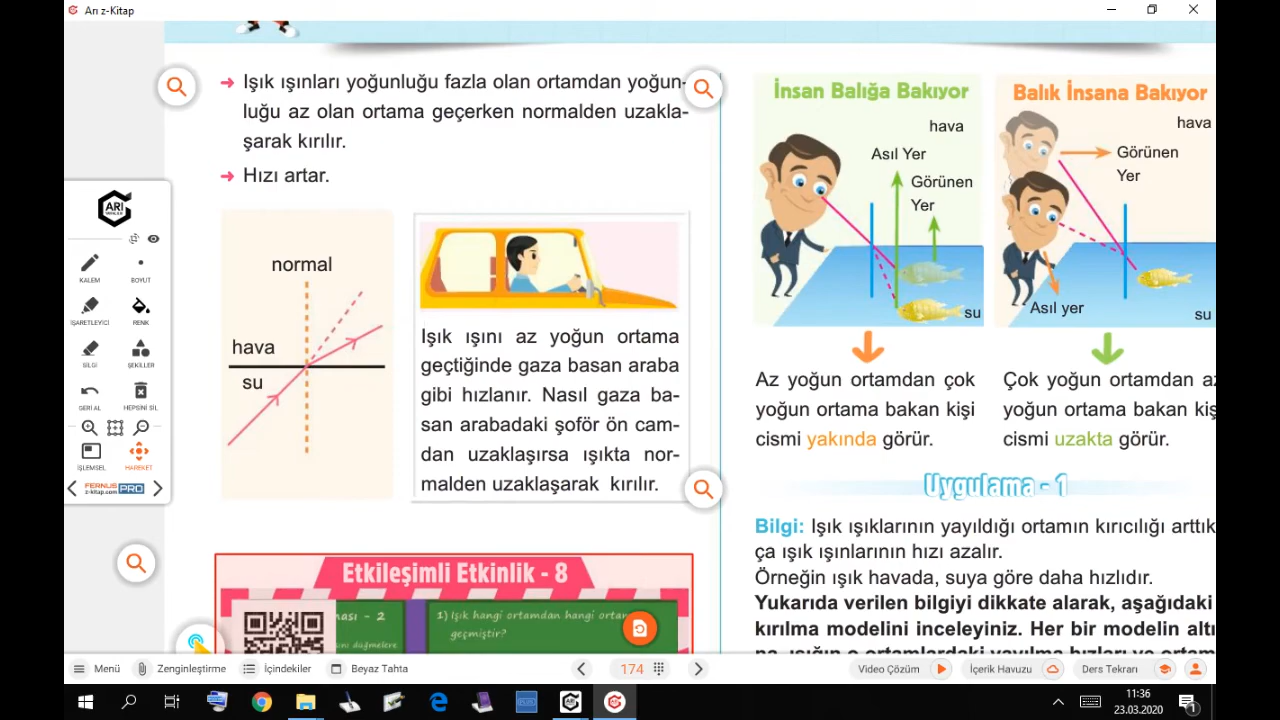 Arı z-Kitap
→ Işık ışınları yoğunluğu fazla olan ortamdan yoğun-
luğu az olan ortama geçerken normalden uzakla-
şarak kırılır.
→ Hızı artar.
normal
hava
su
Işık ışını az yoğun ortama
geçtiğinde gaza basan araba
gibi hızlanır. Nasıl gaza ba-
san arabadaki şoför ön cam-
dan uzaklaşırsa ışıkta nor-
malden uzaklaşarak kırılır.
Etkileşimli Etkinlik - 8
ması - 2
1) Işık hangi ortamdan hangi
geçmiştir?
İnsan Balığa Bakıyor
hava
Asıl Yer
Görünen
Yer
su
Balık İnsana Bakıyor
hava
Görünen
Yer
Asıl yer
su
Az yoğun ortamdan çok
yoğun ortama bakan kişi
cismi yakında görür.
Çok yoğun ortamdan az
yoğun ortama bakan kiş
cismi uzakta görür.
Uygulama - 1
Bilgi: Işık ışıklarının yayıldığı ortamın kırıcılığı arttık
ça ışık ışınlarının hızı azalır.
Örneğin ışık havada, suya göre daha hızlıdır.
Yukarıda verilen bilgiyi dikkate alarak, aşağıdaki
kırılma modelini inceleyiniz. Her bir modelin altı
ARI
KALEM
BOYUT
İŞARETLEYİCİ
RENK
SİLGİ
ŞEKİLLER
GERİ AL
HEPSİNİ SİL
İŞLEMSEL
HAREKET
FERNUS
z-kitap.com PRO
Menü
Zenginleştirme
İçindekiler
Beyaz Tahta
174
Video Çözüm
İçerik Havuzu
Ders Tekrarı
11:36
23.03.2020
1